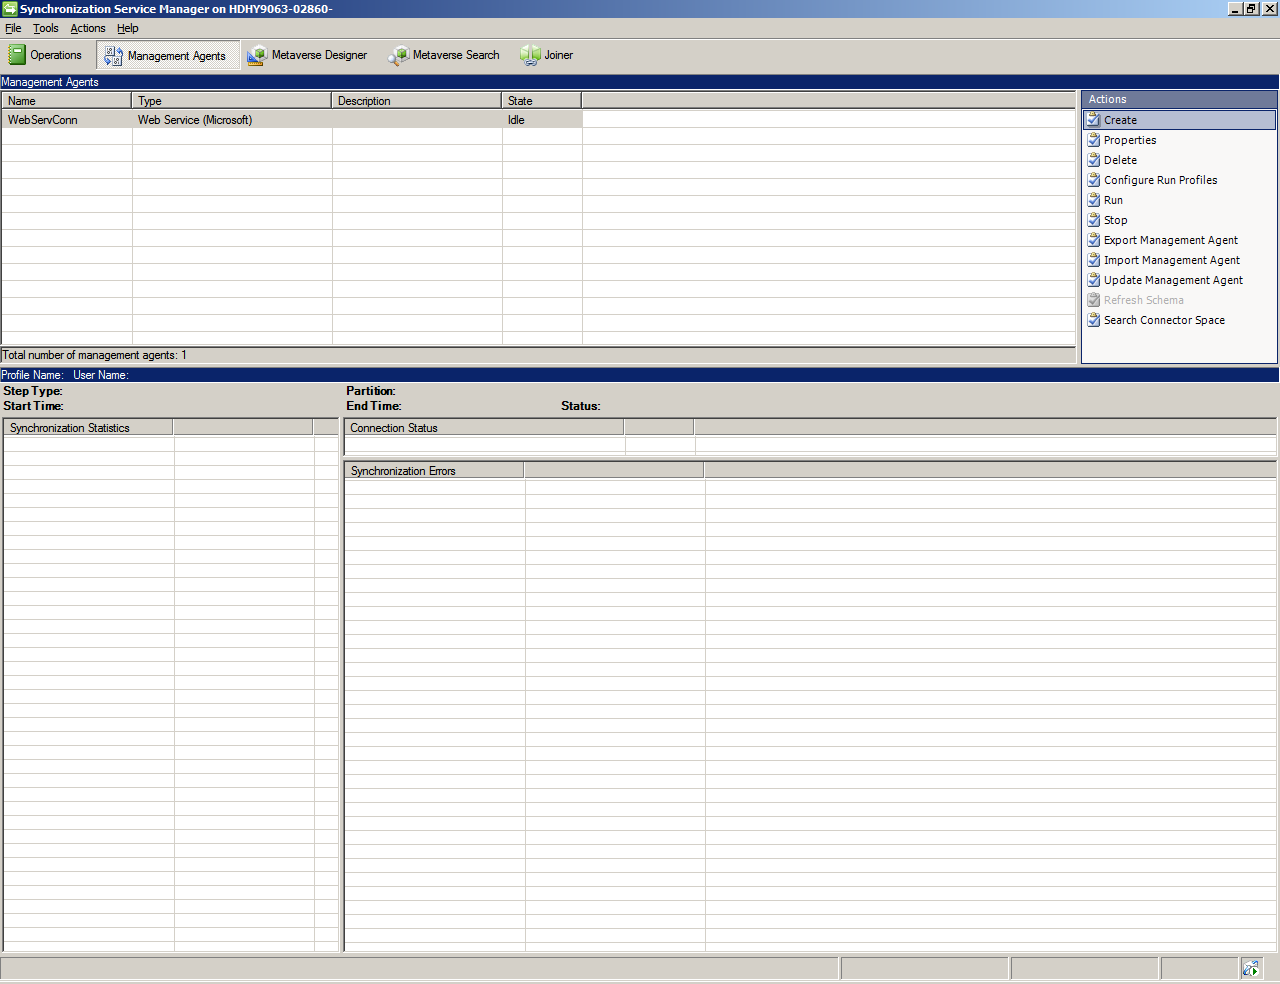 Synchronization Service Manager on HDHY9063-02860-
File Tools Actions Help
Operations Management Agents Metaverse Designer Metaverse Search Joiner
Management Agents
Name Type Description State
WebServConn Web Service (Microsoft) Idle
Total number of management agents: 1
Actions
Create
Properties
Delete
Configure Run Profiles
Run
Stop
Export Management Agent
Import Management Agent
Update Management Agent
Refresh Schema
Search Connector Space
Profile Name: User Name:
Step Type: Partition:
Start Time: End Time: Status:
Synchronization Statistics
Connection Status
Synchronization Errors